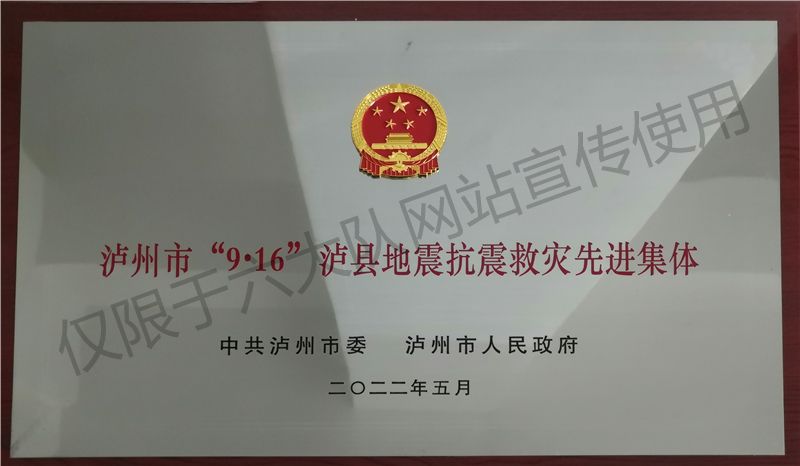 泸州市“9·16”泸县地震抗震救灾先进集体
中共泸州市委 泸州市人民政府
二〇二二年五月
仅限于六大队网站宣传使用